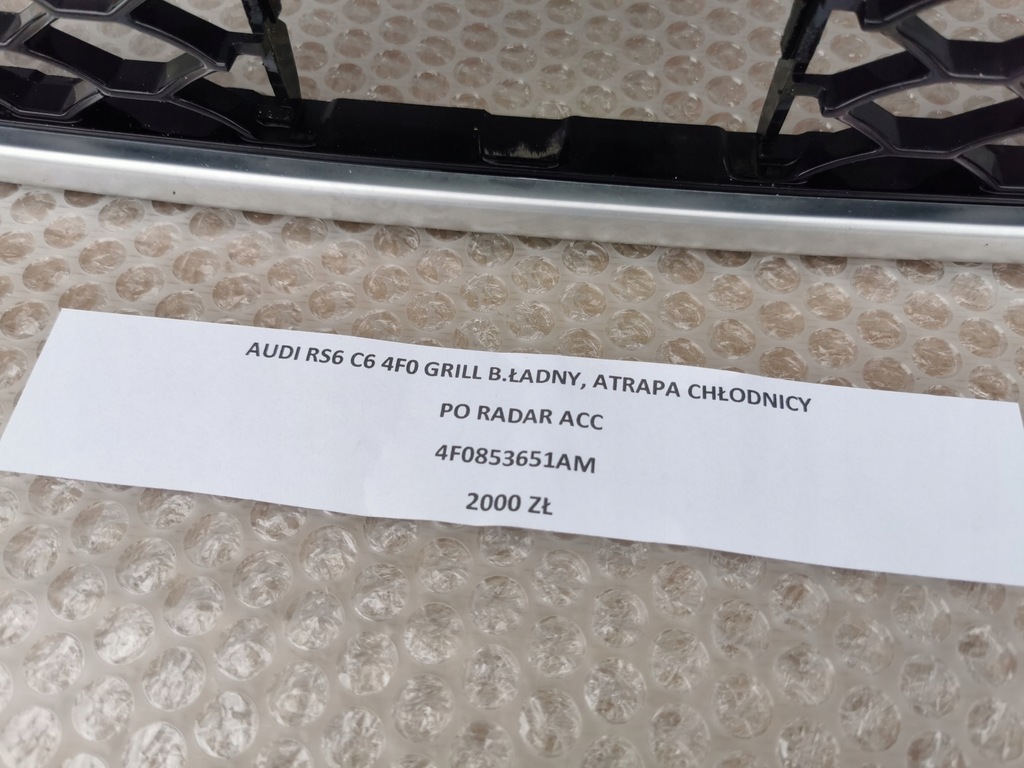 AUDI RS6 C6 4F0 GRILL B.ŁADNY, ATRAPA CHŁODNICY
PO RADAR ACC
4F0853651AM
2000 ZŁ